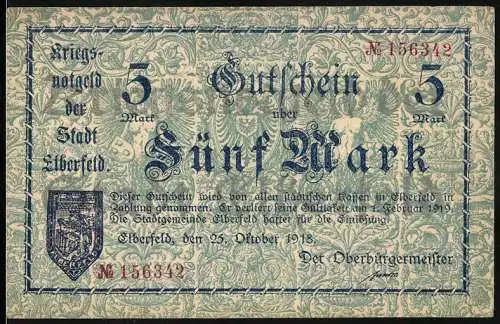 № 156342
Kriegs-
notgeld
der
Stadt
Elberfeld.
5
Mark
Gutschein
über
5
Mark
Fünf Mark
Dieser Gutschein wird von allen städtischen Kassen in Elberfeld in
Zahlung genommen. Er verliert seine Gültigkeit am 1. Februar 1919.
Die Stadtgemeinde Elberfeld haftet für die Einlösung.
Elberfeld, den 25. Oktober 1918.
Der Oberbürgermeister
№ 156342